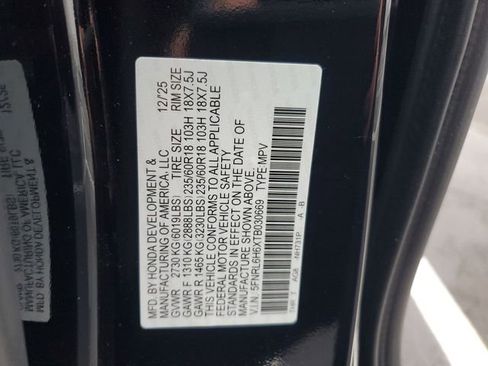 MFD. BY HONDA DEVELOPMENT & 12/25
MANUFACTURING OF AMERICA, LLC
GVWR 2730 KG(6019LBS) TIRE SIZE RIM SIZE
GAWR F 1310 KG(2888LBS) 235/60R18 103H 18X7.5J
GAWR R 1465 KG(3230LBS) 235/60R18 103H 18X7.5J
THIS VEHICLE CONFORMS TO ALL APPLICABLE
FEDERAL MOTOR VEHICLE SAFETY
STANDARDS IN EFFECT ON THE DATE OF
MANUFACTURE SHOWN ABOVE.
V.I.N. 5FNRL6H6XTB030669 TYPE:MPV
NH731P A -B